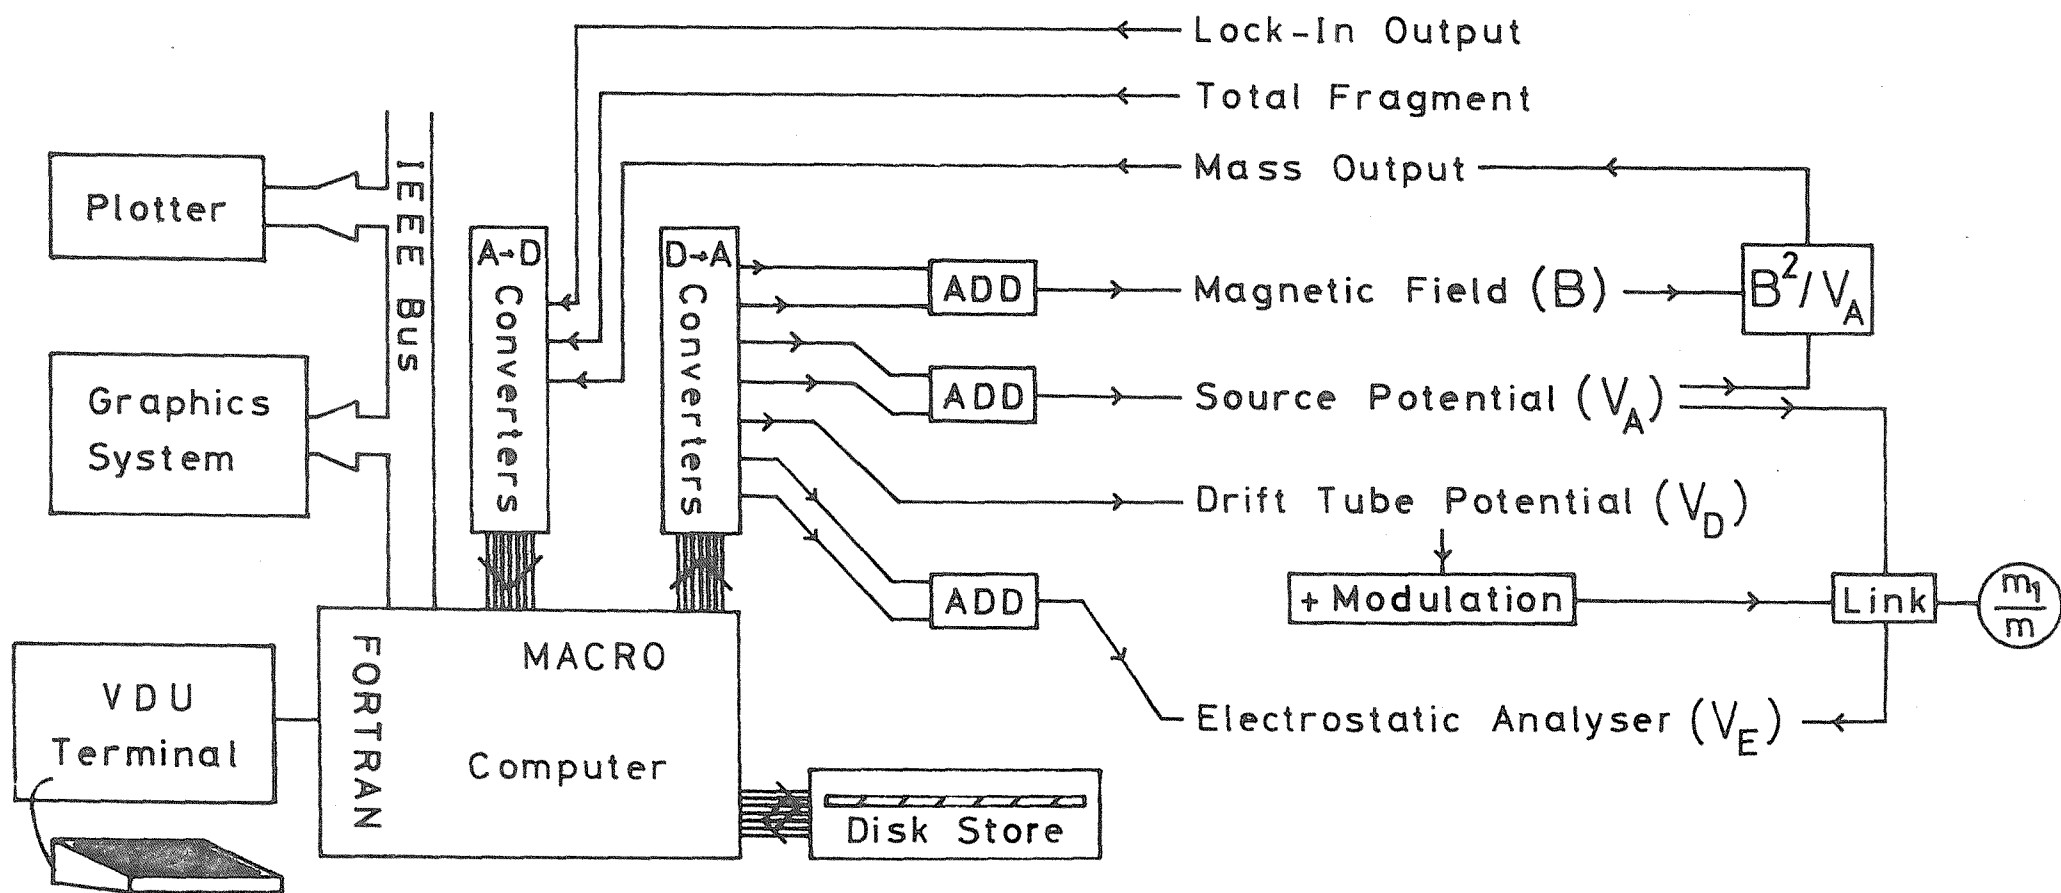 Lock-In Output
Total Fragment
Mass Output
Plotter
IEEE Bus
A→D
Converters
D→A
Converters
ADD
Magnetic Field (B)
B²/V_A
Graphics
System
ADD
Source Potential (V_A)
Drift Tube Potential (V_D)
ADD
+ Modulation
Link
m₁
m
VDU
Terminal
FORTRAN
MACRO
Computer
Electrostatic Analyser (V_E)
Disk Store